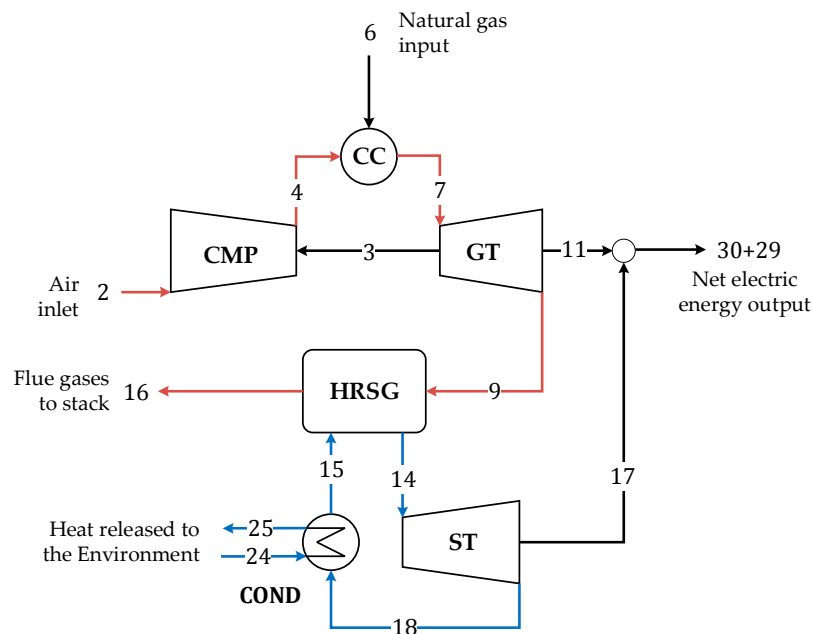 6
Natural gas
input
CC
4
7
CMP
3
GT
11
30+29
Net electric
energy output
Air
inlet
2
Flue gases
to stack
16
HRSG
9
15
14
17
Heat released to
the Environment
25
24
ST
COND
18